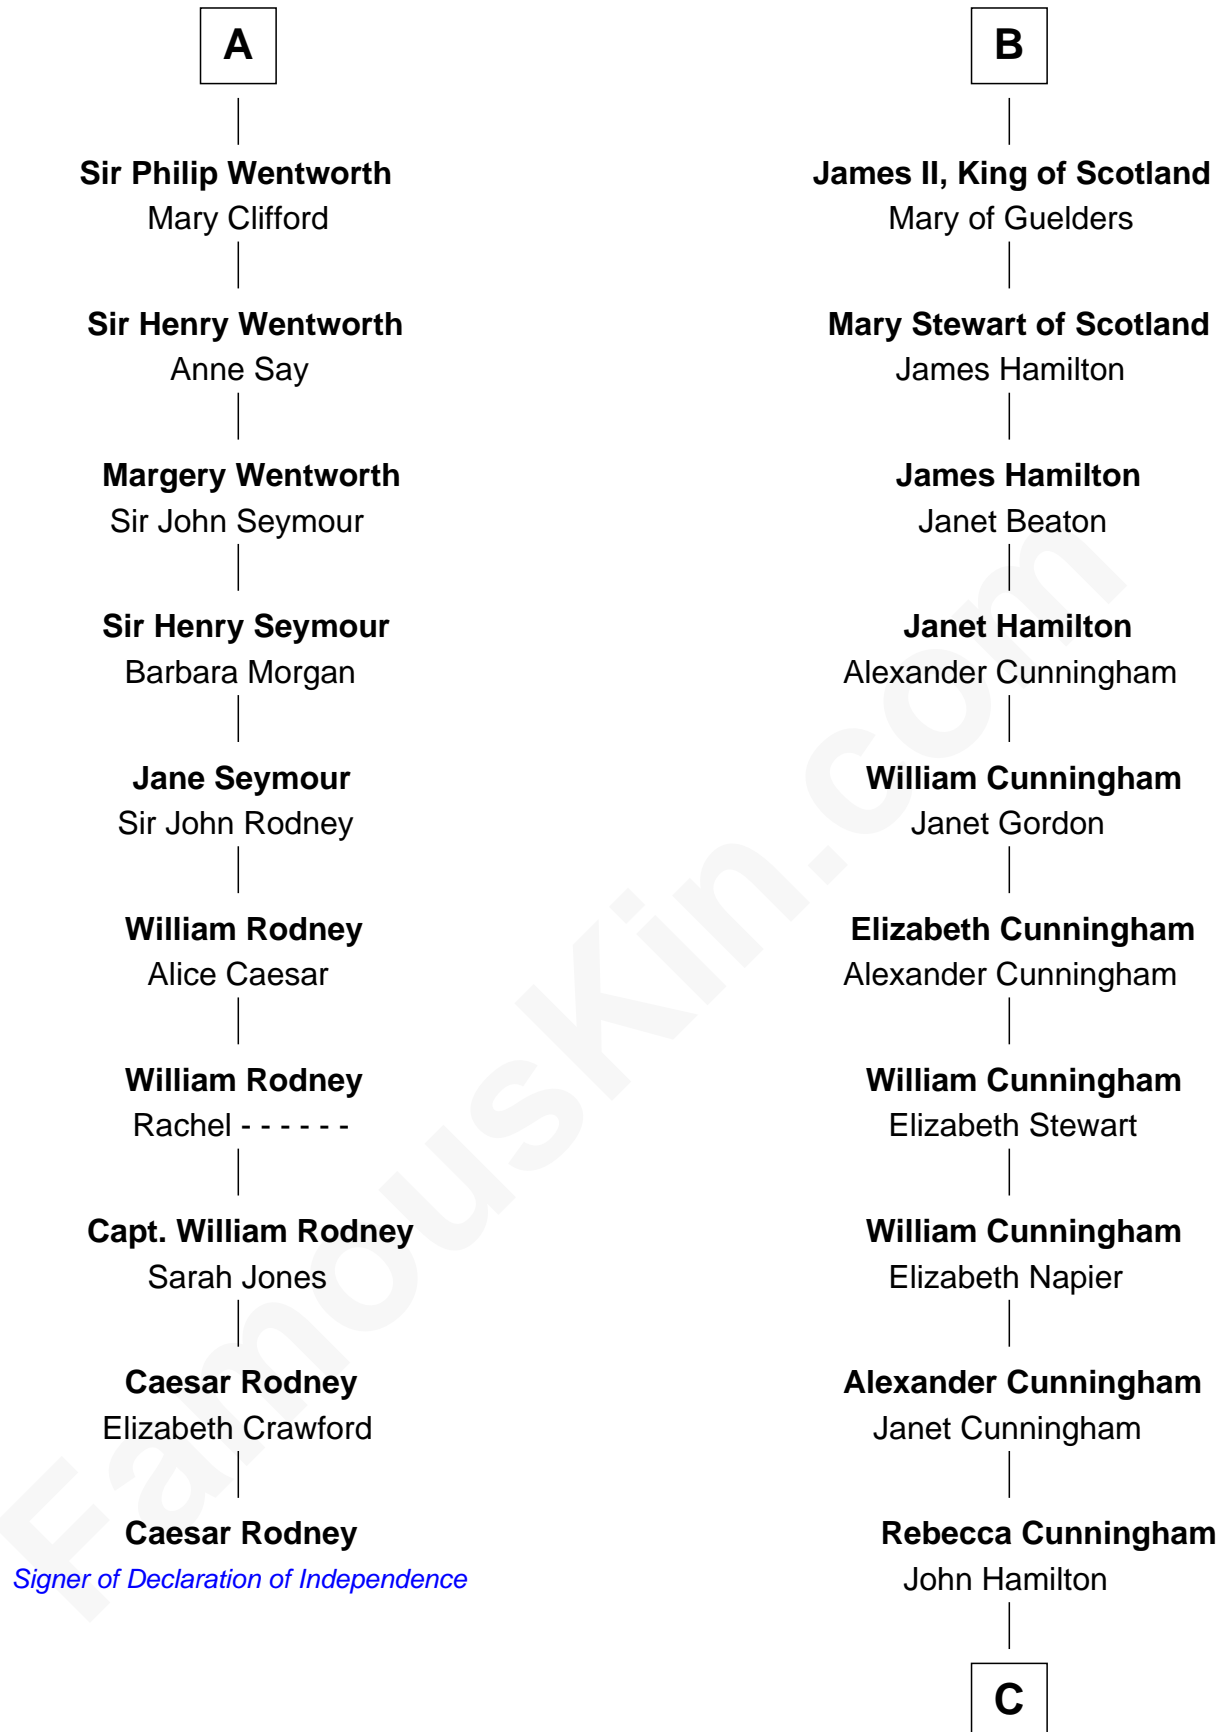 A
Sir Philip Wentworth
Mary Clifford
Sir Henry Wentworth
Anne Say
Margery Wentworth
Sir John Seymour
Sir Henry Seymour
Barbara Morgan
Jane Seymour
Sir John Rodney
William Rodney
Alice Caesar
William Rodney
Rachel - - - - - -
Capt. William Rodney
Sarah Jones
Caesar Rodney
Elizabeth Crawford
Caesar Rodney
Signer of Declaration of Independence
B
James II, King of Scotland
Mary of Guelders
Mary Stewart of Scotland
James Hamilton
James Hamilton
Janet Beaton
Janet Hamilton
Alexander Cunningham
William Cunningham
Janet Gordon
Elizabeth Cunningham
Alexander Cunningham
William Cunningham
Elizabeth Stewart
William Cunningham
Elizabeth Napier
Alexander Cunningham
Janet Cunningham
Rebecca Cunningham
John Hamilton
C
FamousKin.com